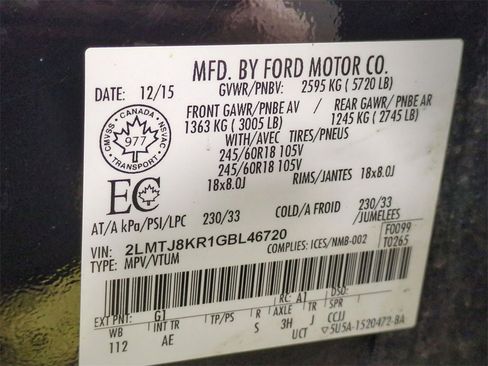 MFD. BY FORD MOTOR CO.
DATE: 12/15 GVWR/PNBV: 2595 KG ( 5720 LB)
FRONT GAWR/PNBE AV / REAR GAWR/ PNBE AR
1363 KG ( 3005 LB) 1245 KG ( 2745 LB)
WITH/AVEC TIRES/PNEUS
245/60R18 105V
245/60R18 105V
18x8.0J RIMS/JANTES 18x8.0J
CMVSS CANADA NSVAC
977
TRANSPORT
EC
AT/A kPa/PSI/LPC 230/33 COLD/A FROID 230/33
/JUMELEES
VIN: 2LMTJ8KR1GBL46720 F0099
TYPE: MPV/VTUM COMPLIES: ICES/NMB-002 T0265
EXT PNT: G1 RC: A1 DSO:
WB INT TR TP/PS R AXLE TR SPR
112 AE S 3H J CCJJ
UCT ▽5U5A-1520472-BA